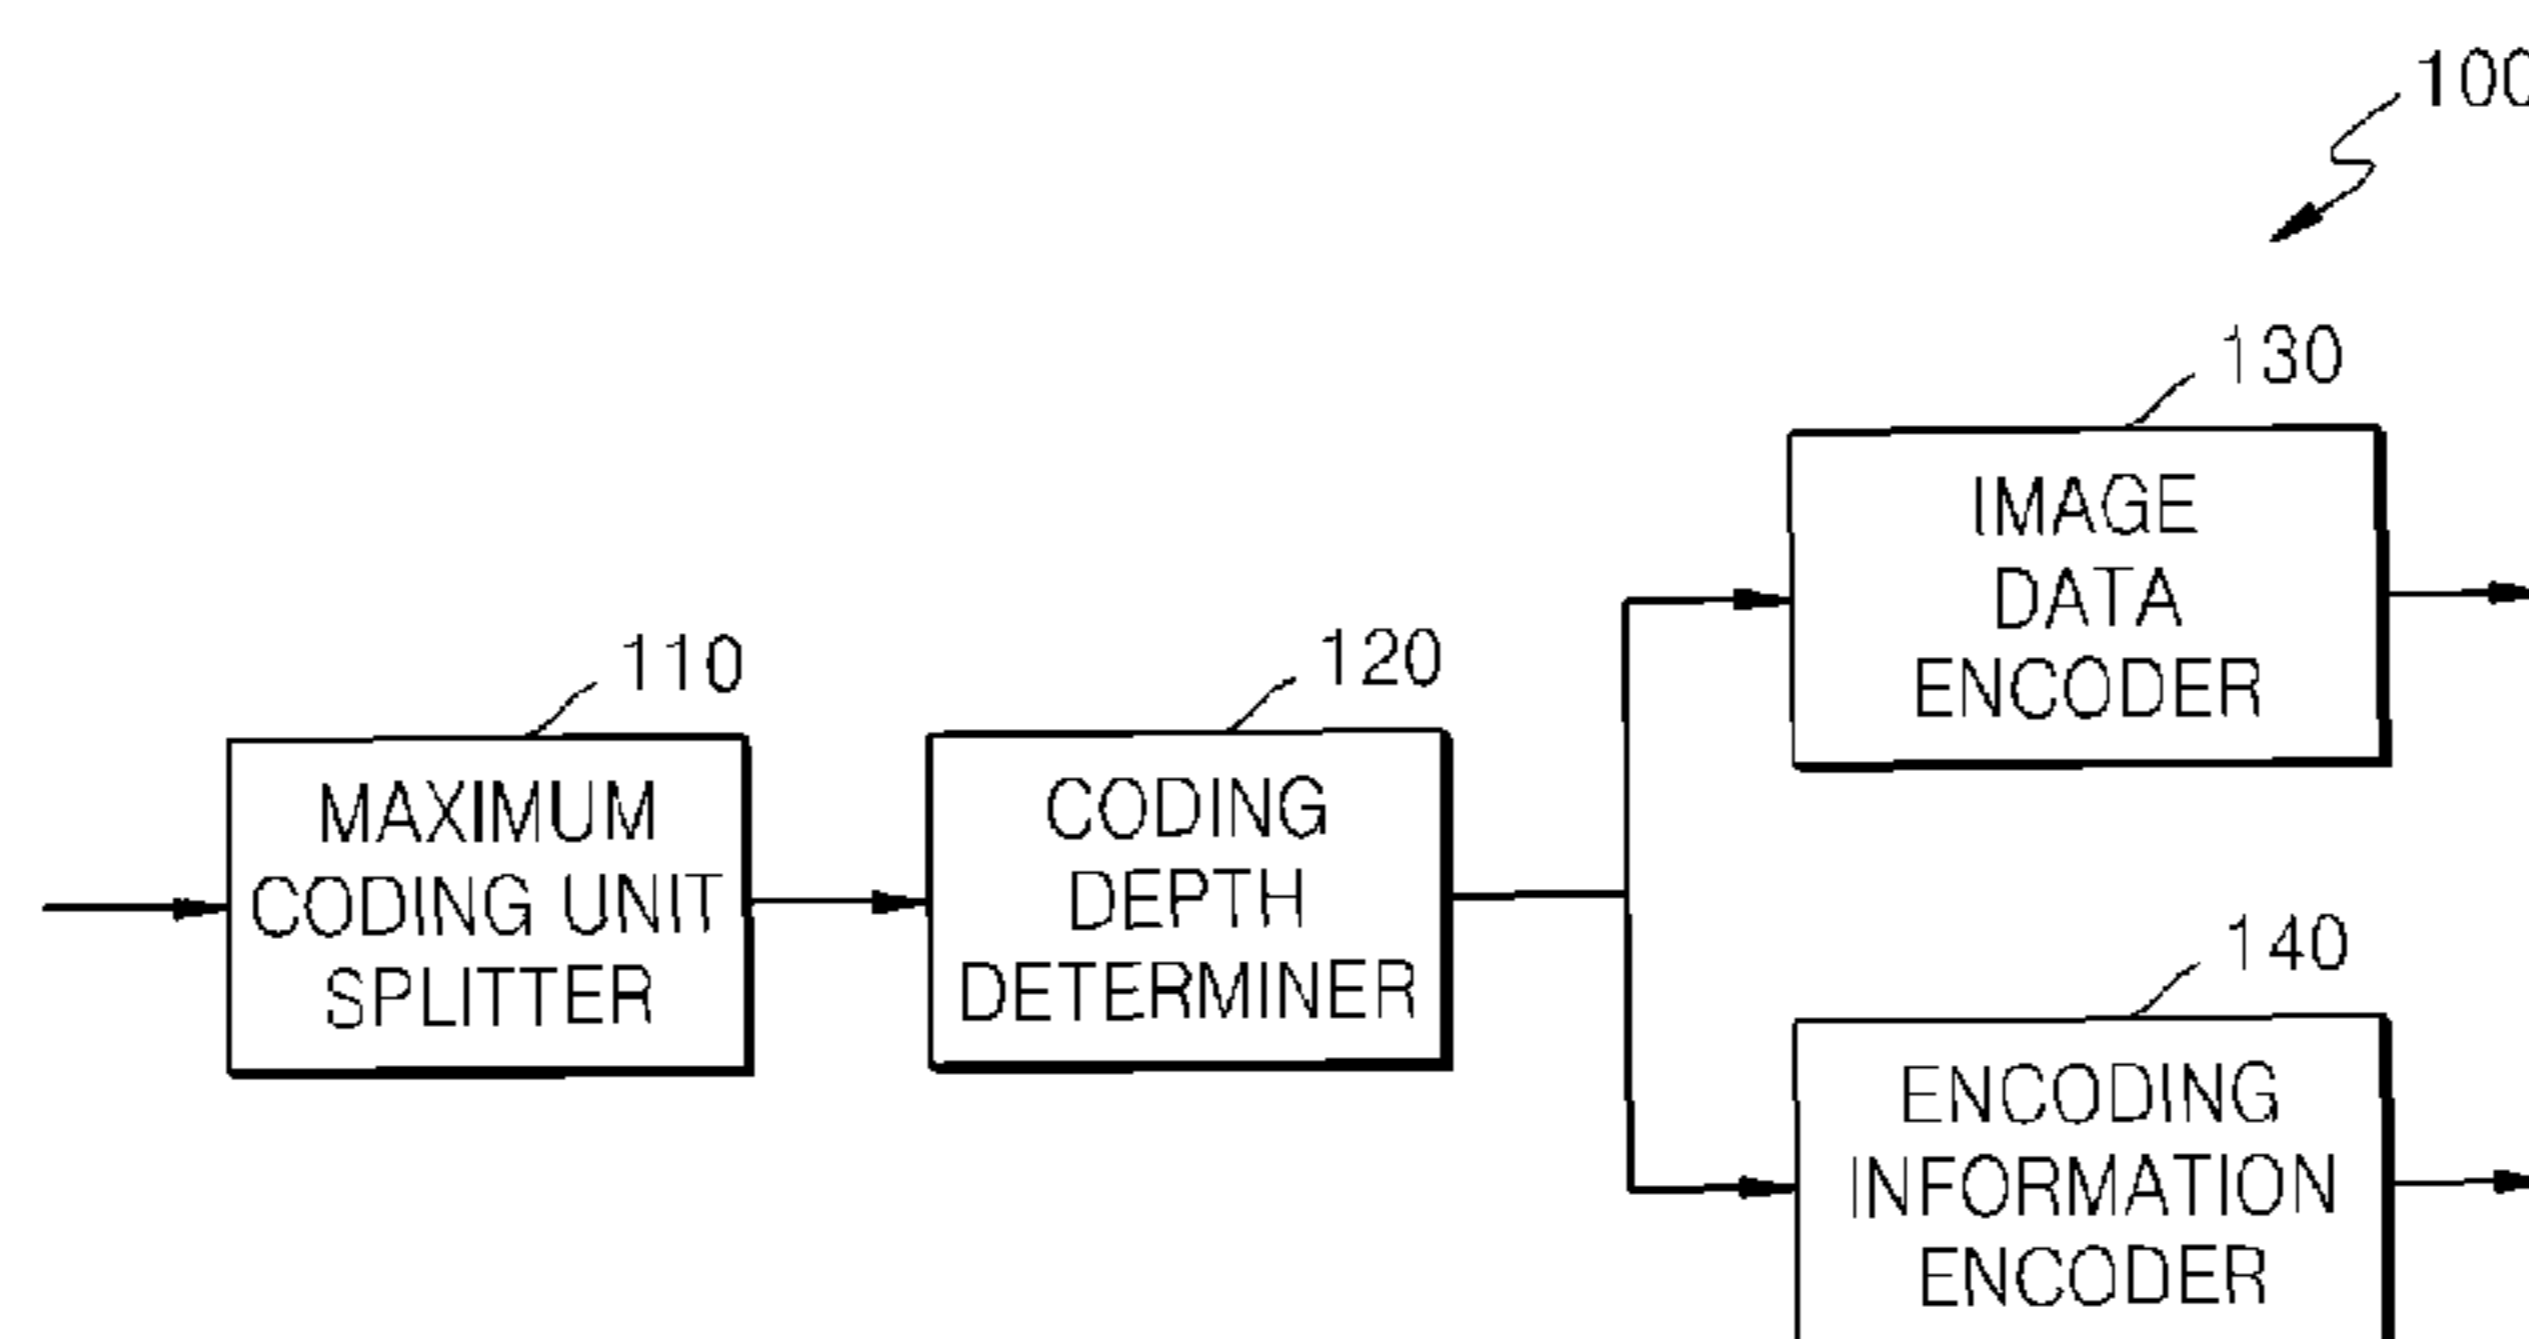 100
130
IMAGE
DATA
ENCODER
110
MAXIMUM
CODING UNIT
SPLITTER
120
CODING
DEPTH
DETERMINER
140
ENCODING
INFORMATION
ENCODER